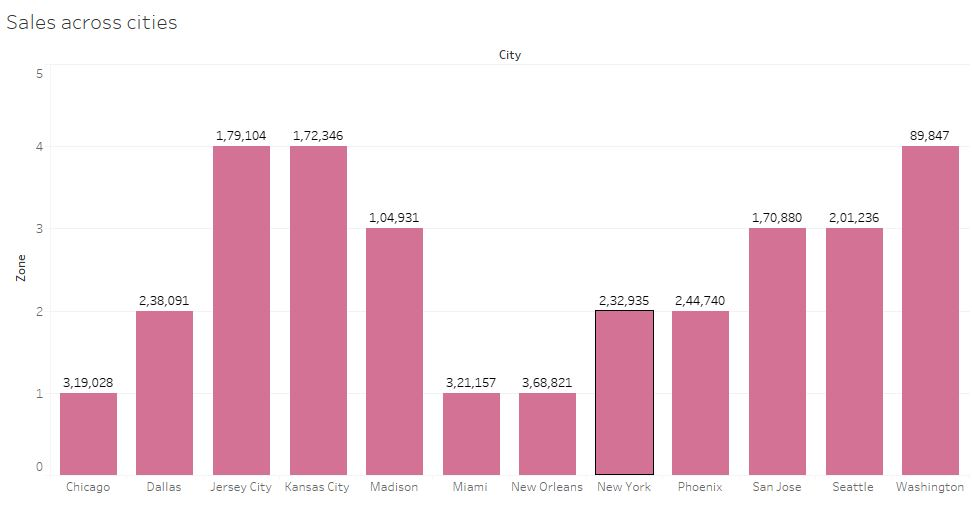 Sales across cities
City
5
4
3
2
1
0
Zone
1,79,104 1,72,346 89,847
1,04,931 1,70,880 2,01,236
2,38,091 2,32,935 2,44,740
3,19,028 3,21,157 3,68,821
Chicago Dallas Jersey City Kansas City Madison Miami New Orleans New York Phoenix San Jose Seattle Washington